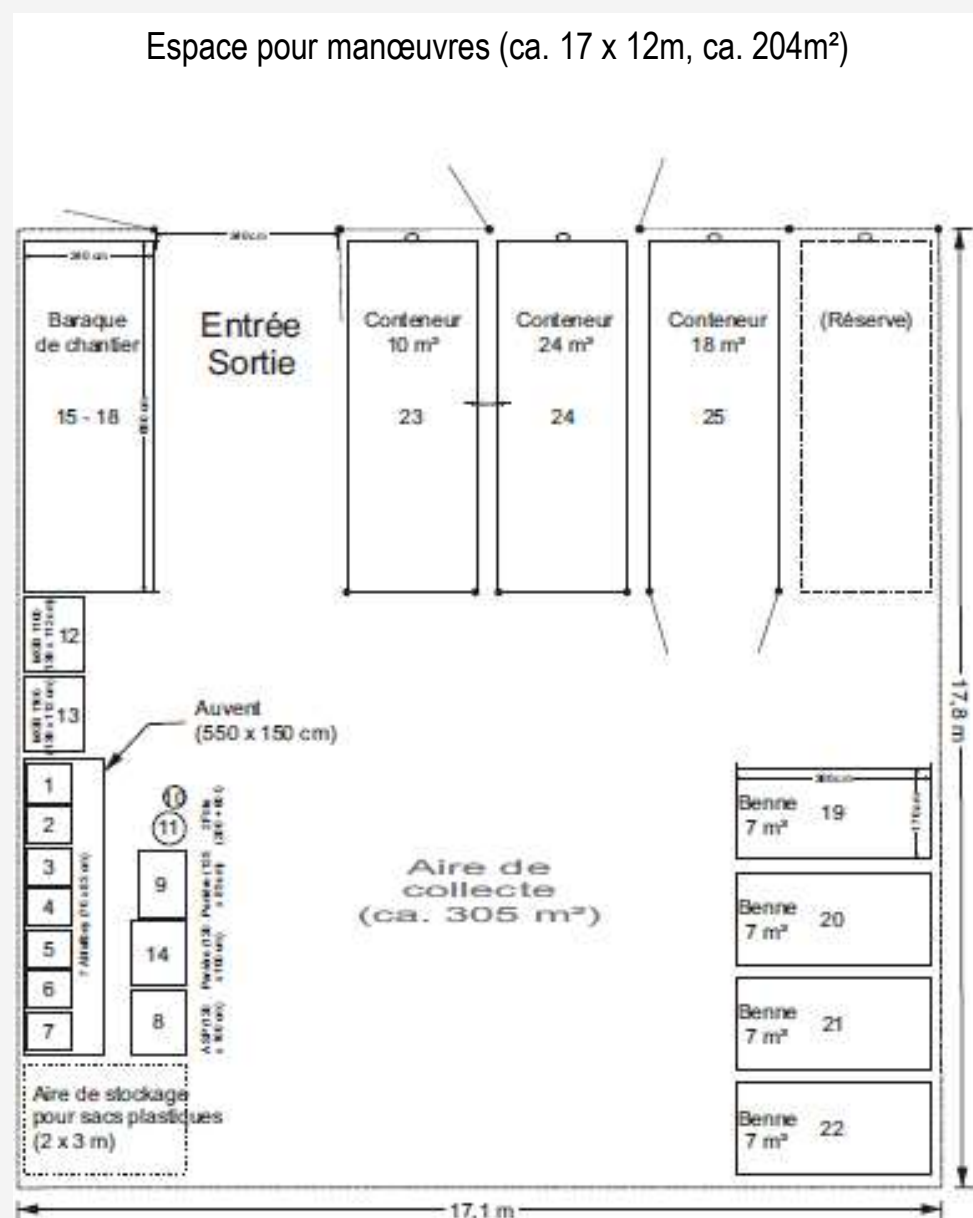 Espace pour manœuvres (ca. 17 x 12m, ca. 204m²)
Baraque
de chantier
15 - 18
Entrée
Sortie
Conteneur
10 m³
23
Conteneur
24 m³
24
Conteneur
18 m³
25
(Réserve)
12
13
Auvent
(550 x 150 cm)
1
2
3
4
5
6
7
10
11
9
14
8
Aire de
collecte
(ca. 305 m²)
Benne
7 m³
19
Benne
7 m³
20
Benne
7 m³
21
Benne
7 m³
22
Aire de stockage
pour sacs plastiques
(2 x 3 m)
17,8 m
17,1 m